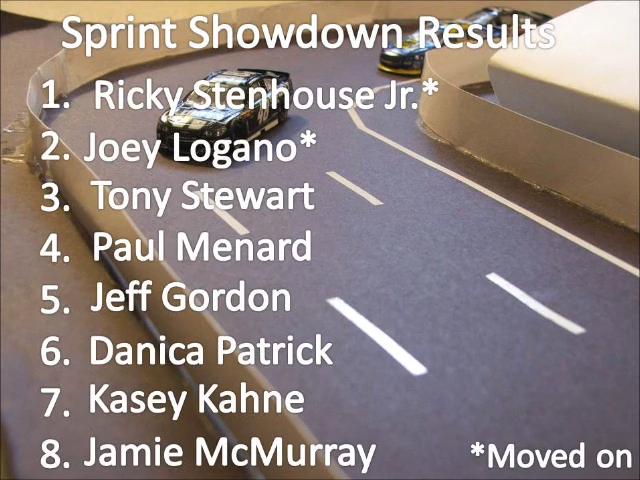 Sprint Showdown Results
1. Ricky Stenhouse Jr.*
2. Joey Logano*
3. Tony Stewart
4. Paul Menard
5. Jeff Gordon
6. Danica Patrick
7. Kasey Kahne
8. Jamie McMurray
*Moved on